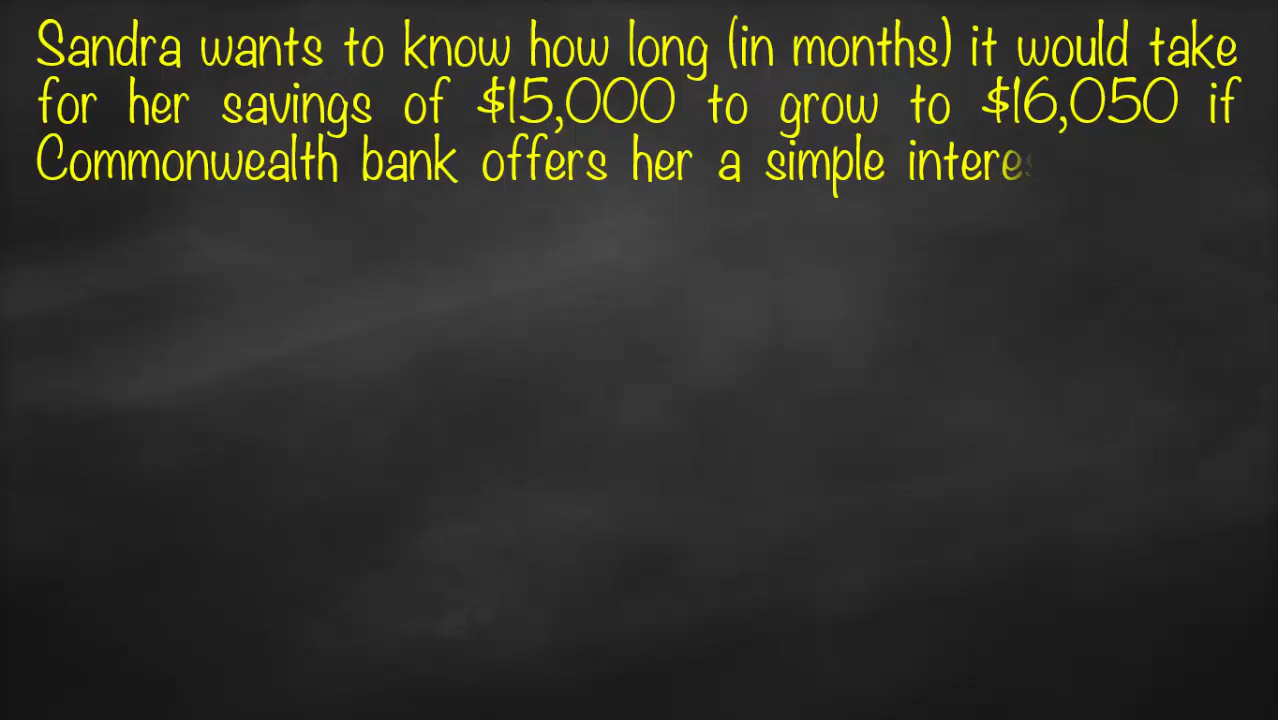 Sandra wants to know how long (in months) it would take
for her savings of $15,000 to grow to $16,050 if
Commonwealth bank offers her a simple